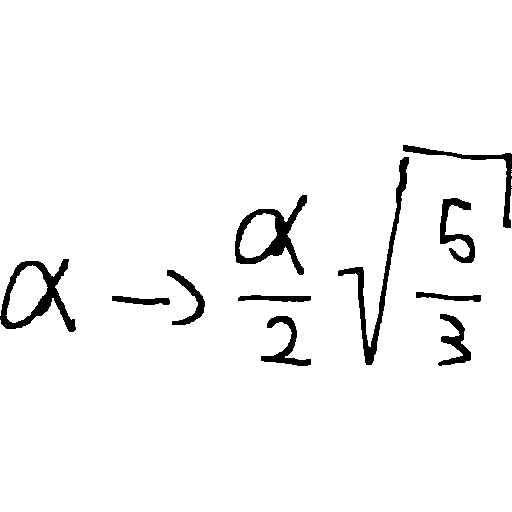 α → α/2 √(5/3)